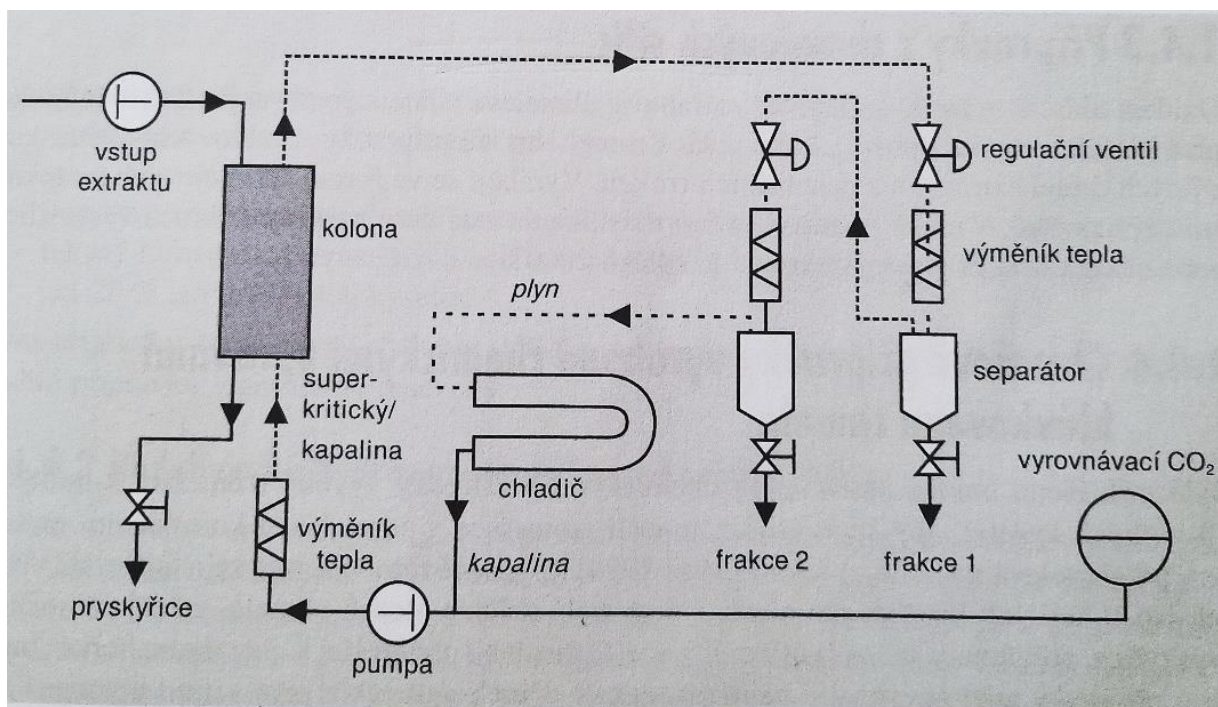 vstup
extraktu
kolona
regulační ventil
výměník tepla
plyn
super-
kritický/
kapalina
separátor
vyrovnávací CO₂
chladič
výměník
tepla
kapalina
frakce 2
frakce 1
pryskyřice
pumpa